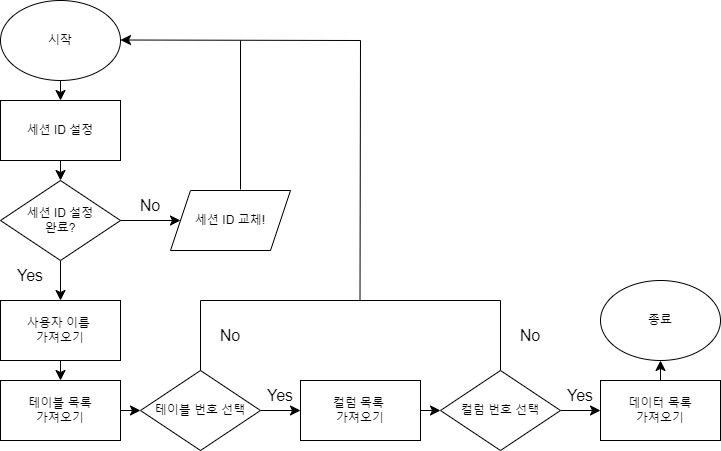 시작
세션 ID 설정
세션 ID 설정
완료?
No
세션 ID 교체!
Yes
사용자 이름
가져오기
테이블 목록
가져오기
테이블 번호 선택
No
Yes
컬럼 목록
가져오기
컬럼 번호 선택
No
Yes
데이터 목록
가져오기
종료